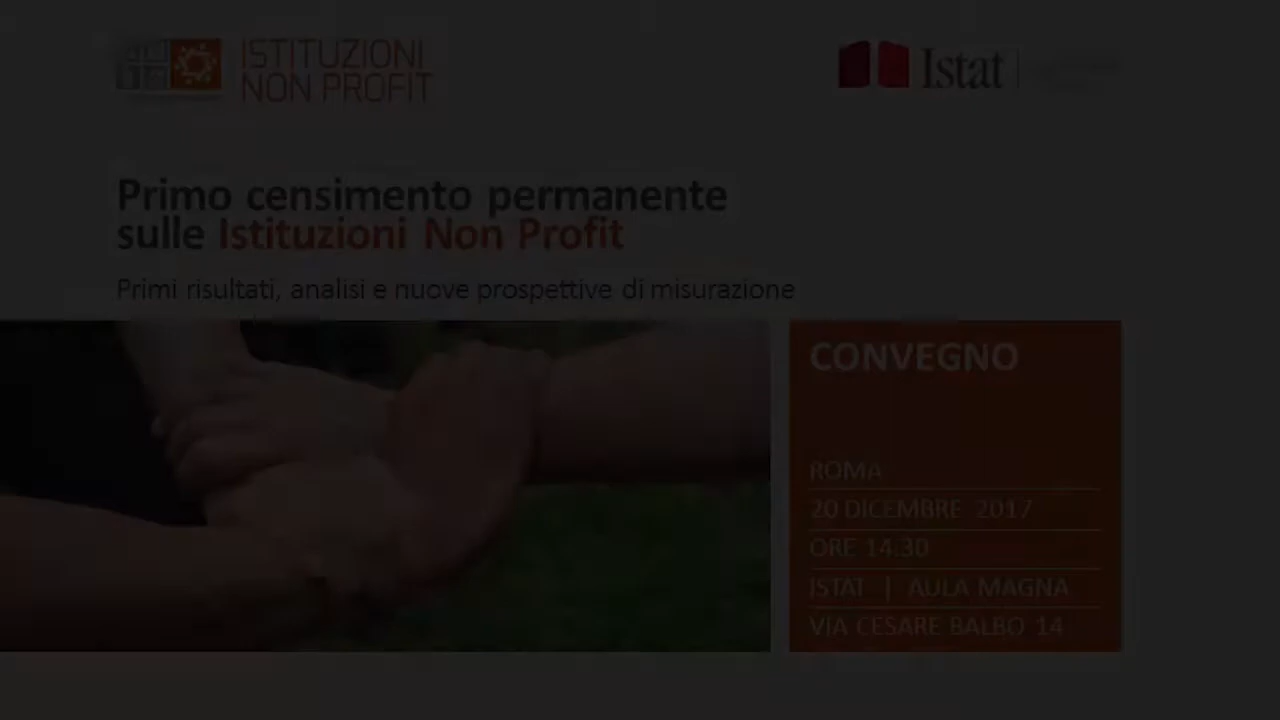 ISTITUZIONI
NON PROFIT
Istat
Primo censimento permanente
sulle Istituzioni Non Profit
Primi risultati, analisi e nuove prospettive di misurazione
CONVEGNO
ROMA
20 DICEMBRE 2017
ORE 14:30
ISTAT | AULA MAGNA
VIA CESARE BALBO 14